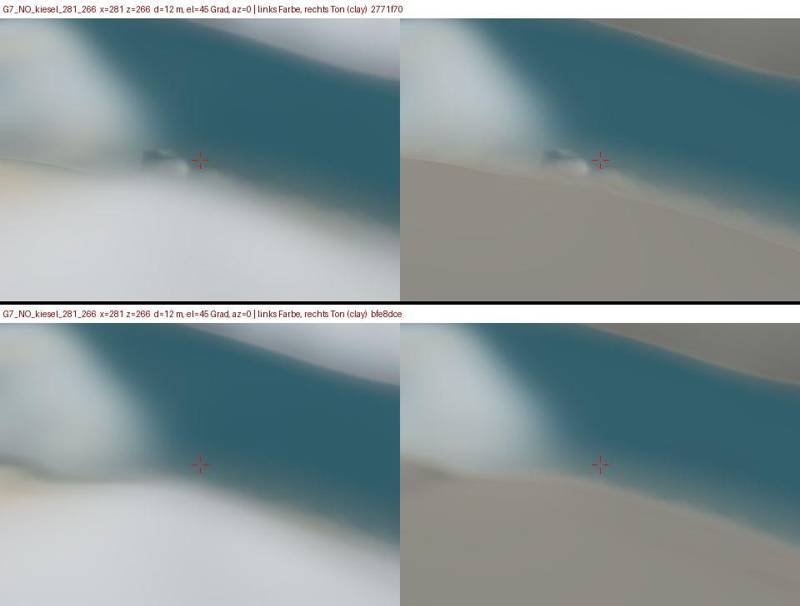 G7_NO_kiesel_281_266 x=281 z=266 d=12 m, el=45 Grad, az=0 | links Farbe, rechts Ton (clay) 2771f70
G7_NO_kiesel_281_266 x=281 z=266 d=12 m, el=45 Grad, az=0 | links Farbe, rechts Ton (clay) bfe8dce